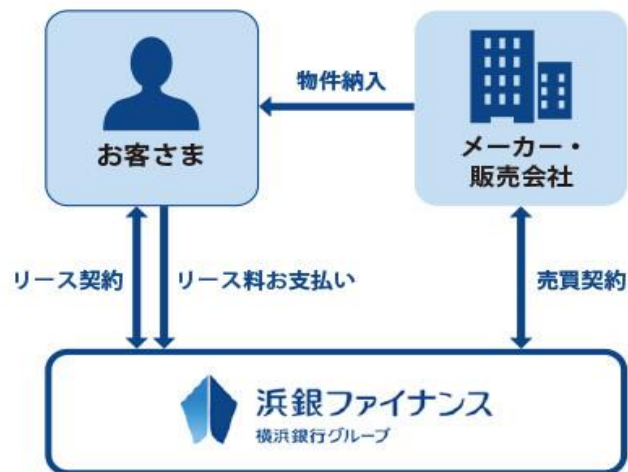 物件納入
お客さま
メーカー・
販売会社
リース契約
リース料お支払い
売買契約
浜銀ファイナンス
横浜銀行グループ